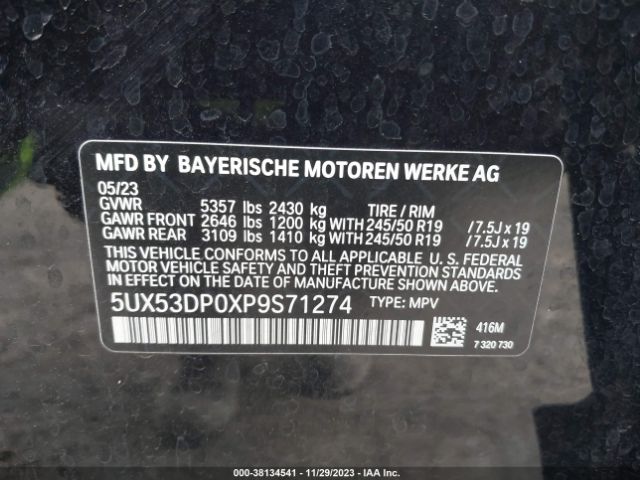 MFD BY BAYERISCHE MOTOREN WERKE AG
05/23
GVWR 5357 lbs 2430 kg TIRE / RIM
GAWR FRONT 2646 lbs 1200 kg WITH 245/50 R19 / 7.5J x 19
GAWR REAR 3109 lbs 1410 kg WITH 245/50 R19 / 7.5J x 19
THIS VEHICLE CONFORMS TO ALL APPLICABLE U. S. FEDERAL
MOTOR VEHICLE SAFETY AND THEFT PREVENTION STANDARDS
IN EFFECT ON THE DATE OF MANUFACTURE SHOWN ABOVE.
5UX53DP0XP9S71274 TYPE: MPV
416M
7 320 730
000-38134541 - 11/29/2023 - IAA Inc.